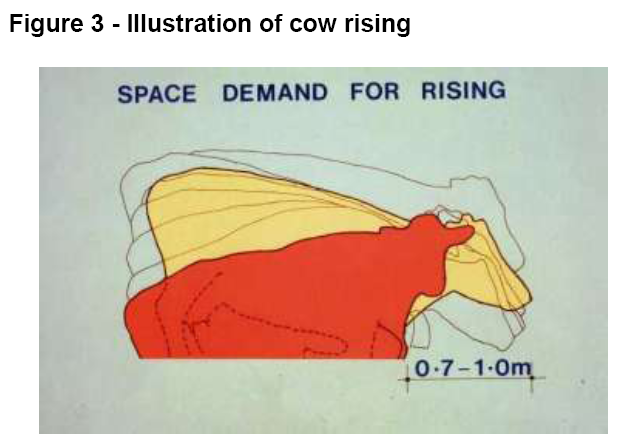 Figure 3 - Illustration of cow rising
SPACE DEMAND FOR RISING
0·7-1·0m